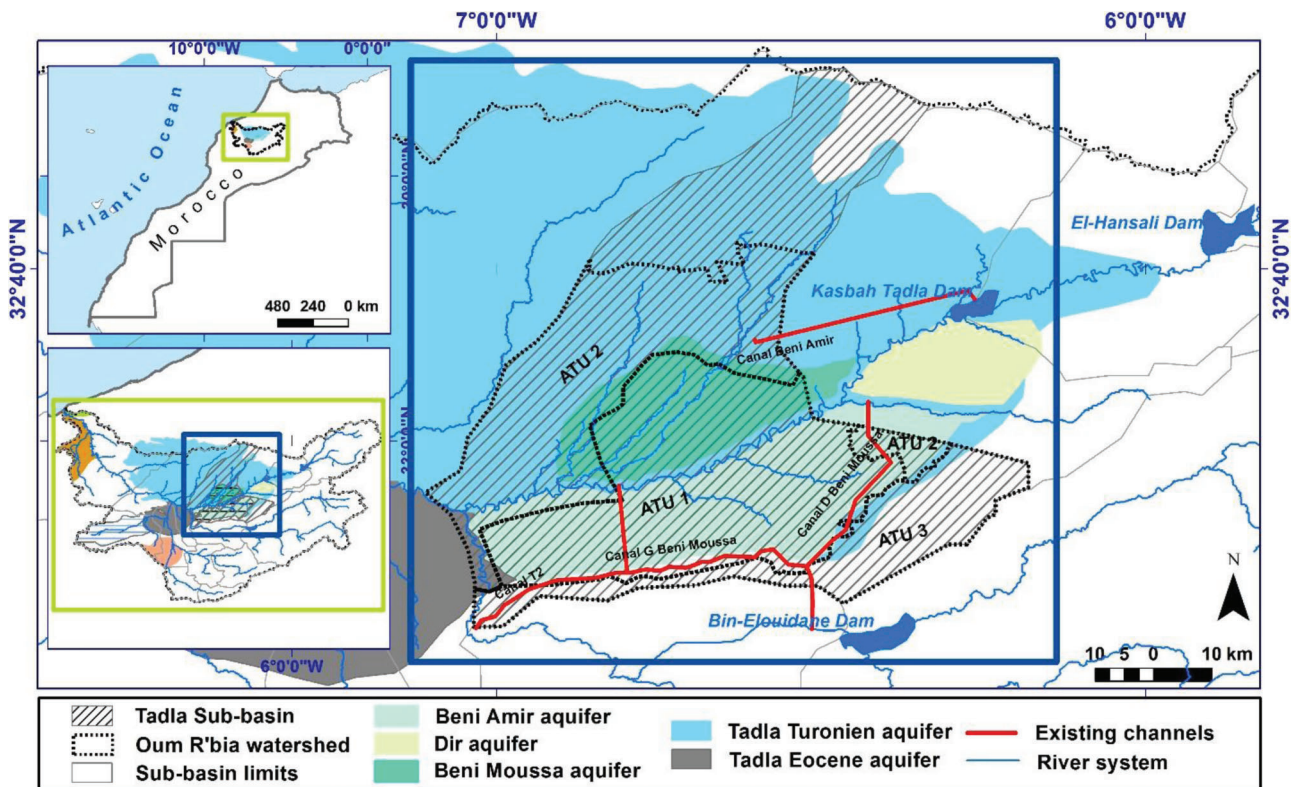 7°0'0"W
6°0'0"W
10°0'0"W
0°0'0"
Atlantic Ocean
Morocco
480 240 0 km
32°40'0"N
32°40'0"N
El-Hansali Dam
Kasbah Tadla Dam
Canal Beni Amir
ATU 2
ATU 2
ATU 1
Canal D Beni Moussa
ATU 3
Canal G Beni Moussa
Canal T2
Bin-Elouidane Dam
6°0'0"W
N
10 5 0 10 km
Tadla Sub-basin
Oum R'bia watershed
Sub-basin limits
Beni Amir aquifer
Dir aquifer
Beni Moussa aquifer
Tadla Turonien aquifer
Tadla Eocene aquifer
Existing channels
River system